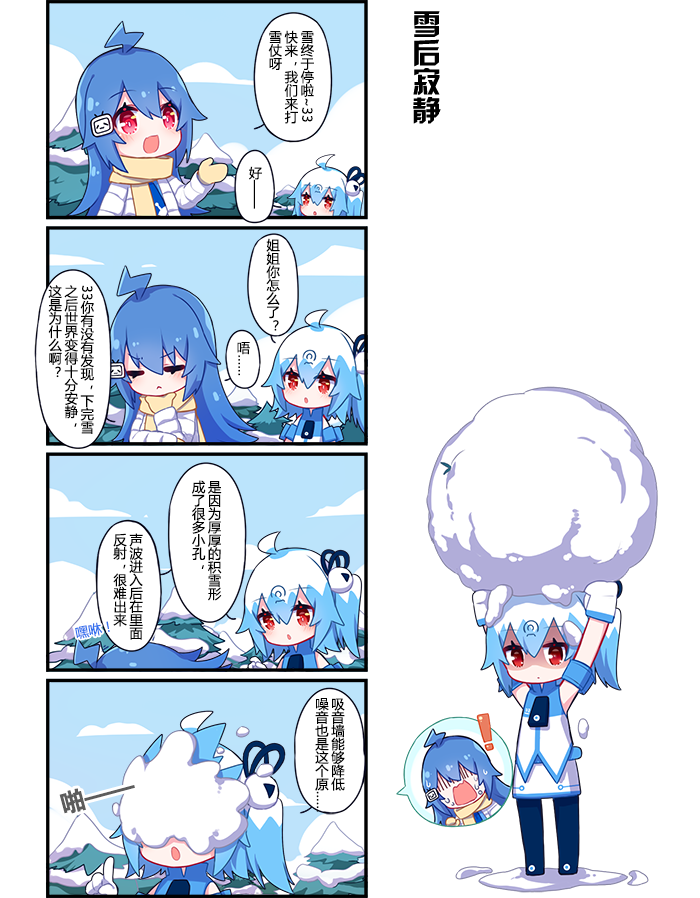 雪后寂静
雪终于停啦~33
快来，我们来打
雪仗呀
好——
姐姐你怎么了？
唔……
33你有没有发现，下完雪
之后世界变得十分安静，
这是为什么啊？
是因为厚厚的积雪形
成了很多小孔，
声波进入后在里面
反射，很难出来
嘿咻！
吸音墙能够降低
噪音也是这个原……
啪——
！